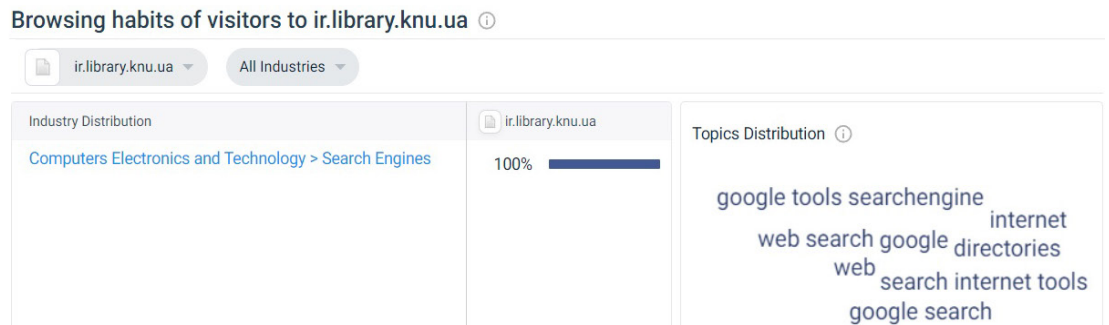 Browsing habits of visitors to ir.library.knu.ua
ir.library.knu.ua
All Industries
Industry Distribution
ir.library.knu.ua
Computers Electronics and Technology > Search Engines
100%
Topics Distribution
google tools searchengine
internet
web search google directories
web
search internet tools
google search